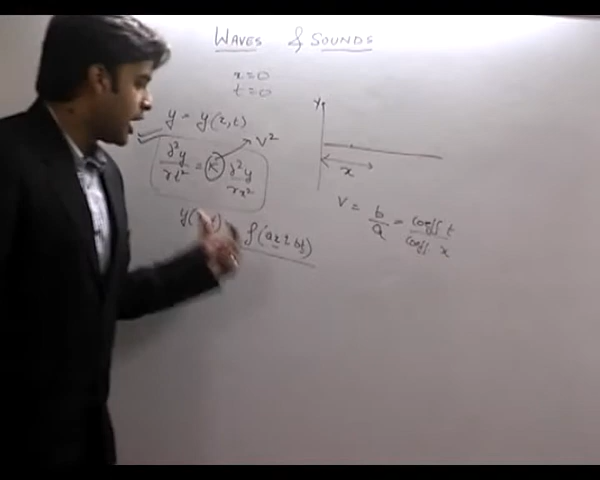 WAVES & SOUNDS
x=0
t=0
y = y(x,t)
V²
∂²y/∂t² = K ∂²y/∂x²
f(ax±bt)
y
x
V = b/a = coeff t/coeff. x